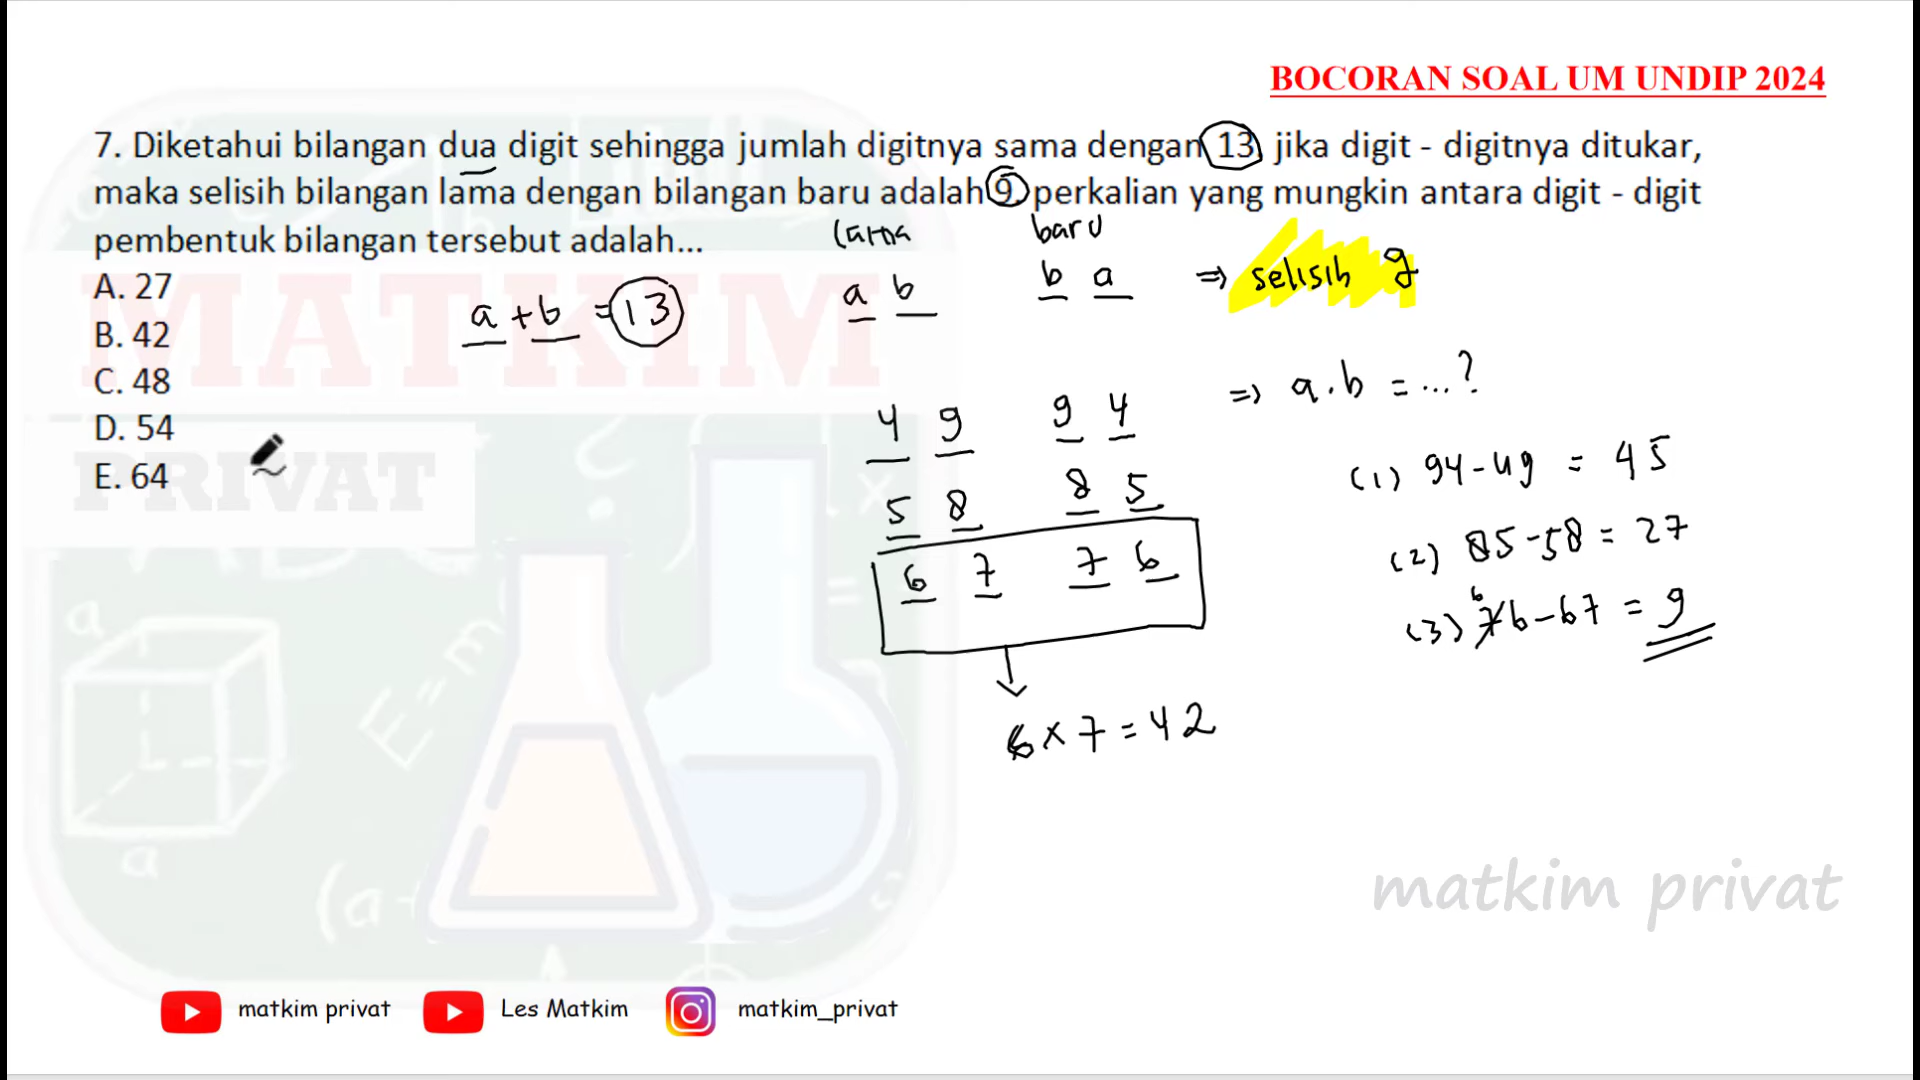 BOCORAN SOAL UM UNDIP 2024
7. Diketahui bilangan dua digit sehingga jumlah digitnya sama dengan 13, jika digit - digitnya ditukar,
maka selisih bilangan lama dengan bilangan baru adalah 9. perkalian yang mungkin antara digit - digit
pembentuk bilangan tersebut adalah...
A. 27
B. 42
C. 48
D. 54
E. 64
a + b = 13
lama baru
a b b a ⇒ selisih 9
⇒ a . b = ...?
4 9 9 4
5 8 8 5
6 7 7 6
(1) 94 - 49 = 45
(2) 85 - 58 = 27
(3) 76 - 67 = 9
6
6 x 7 = 42
MATKIM
PRIVAT
a
a
E=m
(a+
matkim privat
matkim privat Les Matkim matkim_privat